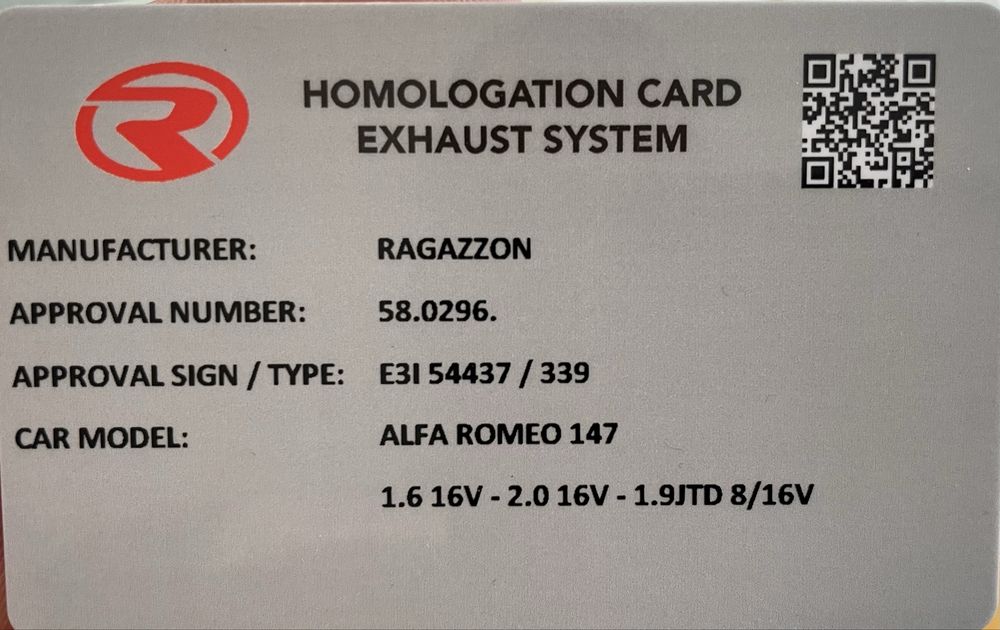 HOMOLOGATION CARD
EXHAUST SYSTEM
MANUFACTURER: RAGAZZON
APPROVAL NUMBER: 58.0296.
APPROVAL SIGN / TYPE: E3I 54437 / 339
CAR MODEL: ALFA ROMEO 147
1.6 16V - 2.0 16V - 1.9JTD 8/16V